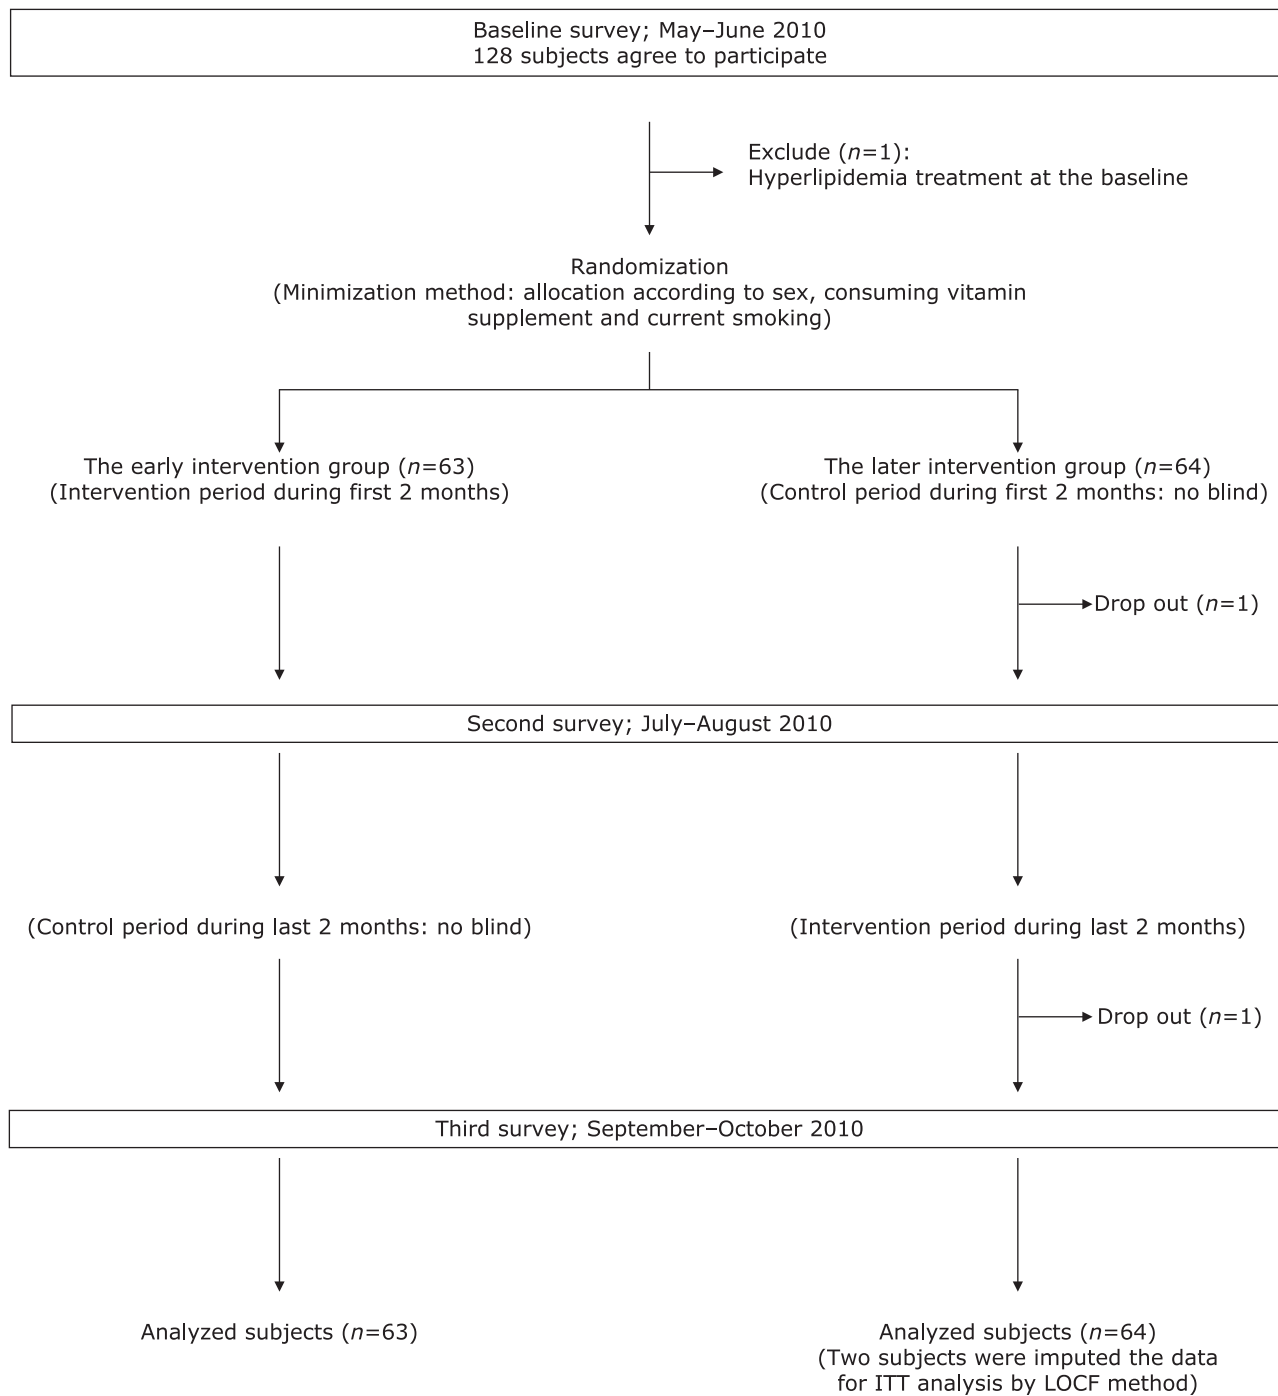 Baseline survey; May–June 2010
128 subjects agree to participate
Exclude (n=1):
Hyperlipidemia treatment at the baseline
Randomization
(Minimization method: allocation according to sex, consuming vitamin
supplement and current smoking)
The early intervention group (n=63)
(Intervention period during first 2 months)
The later intervention group (n=64)
(Control period during first 2 months: no blind)
Drop out (n=1)
Second survey; July–August 2010
(Control period during last 2 months: no blind)
(Intervention period during last 2 months)
Drop out (n=1)
Third survey; September–October 2010
Analyzed subjects (n=63)
Analyzed subjects (n=64)
(Two subjects were imputed the data
for ITT analysis by LOCF method)